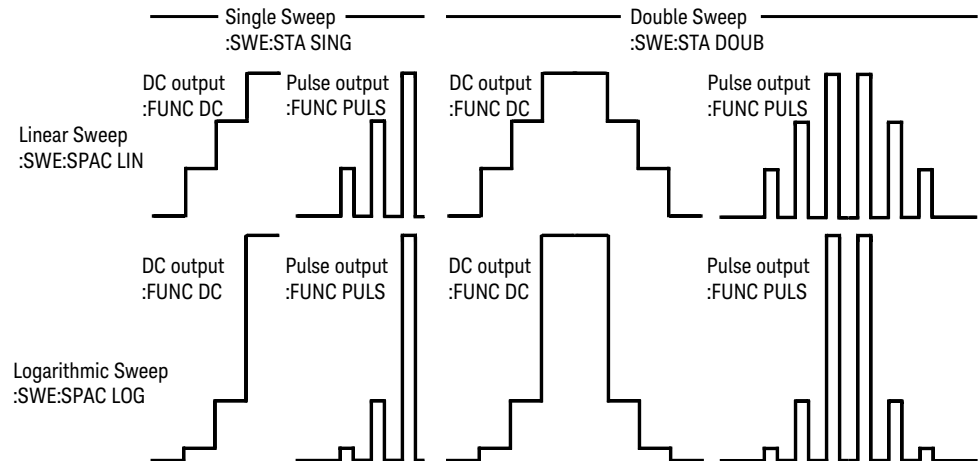 Single Sweep
:SWE:STA SING
Double Sweep
:SWE:STA DOUB
DC output
:FUNC DC
Pulse output
:FUNC PULS
DC output
:FUNC DC
Pulse output
:FUNC PULS
Linear Sweep
:SWE:SPAC LIN
DC output
:FUNC DC
Pulse output
:FUNC PULS
DC output
:FUNC DC
Pulse output
:FUNC PULS
Logarithmic Sweep
:SWE:SPAC LOG